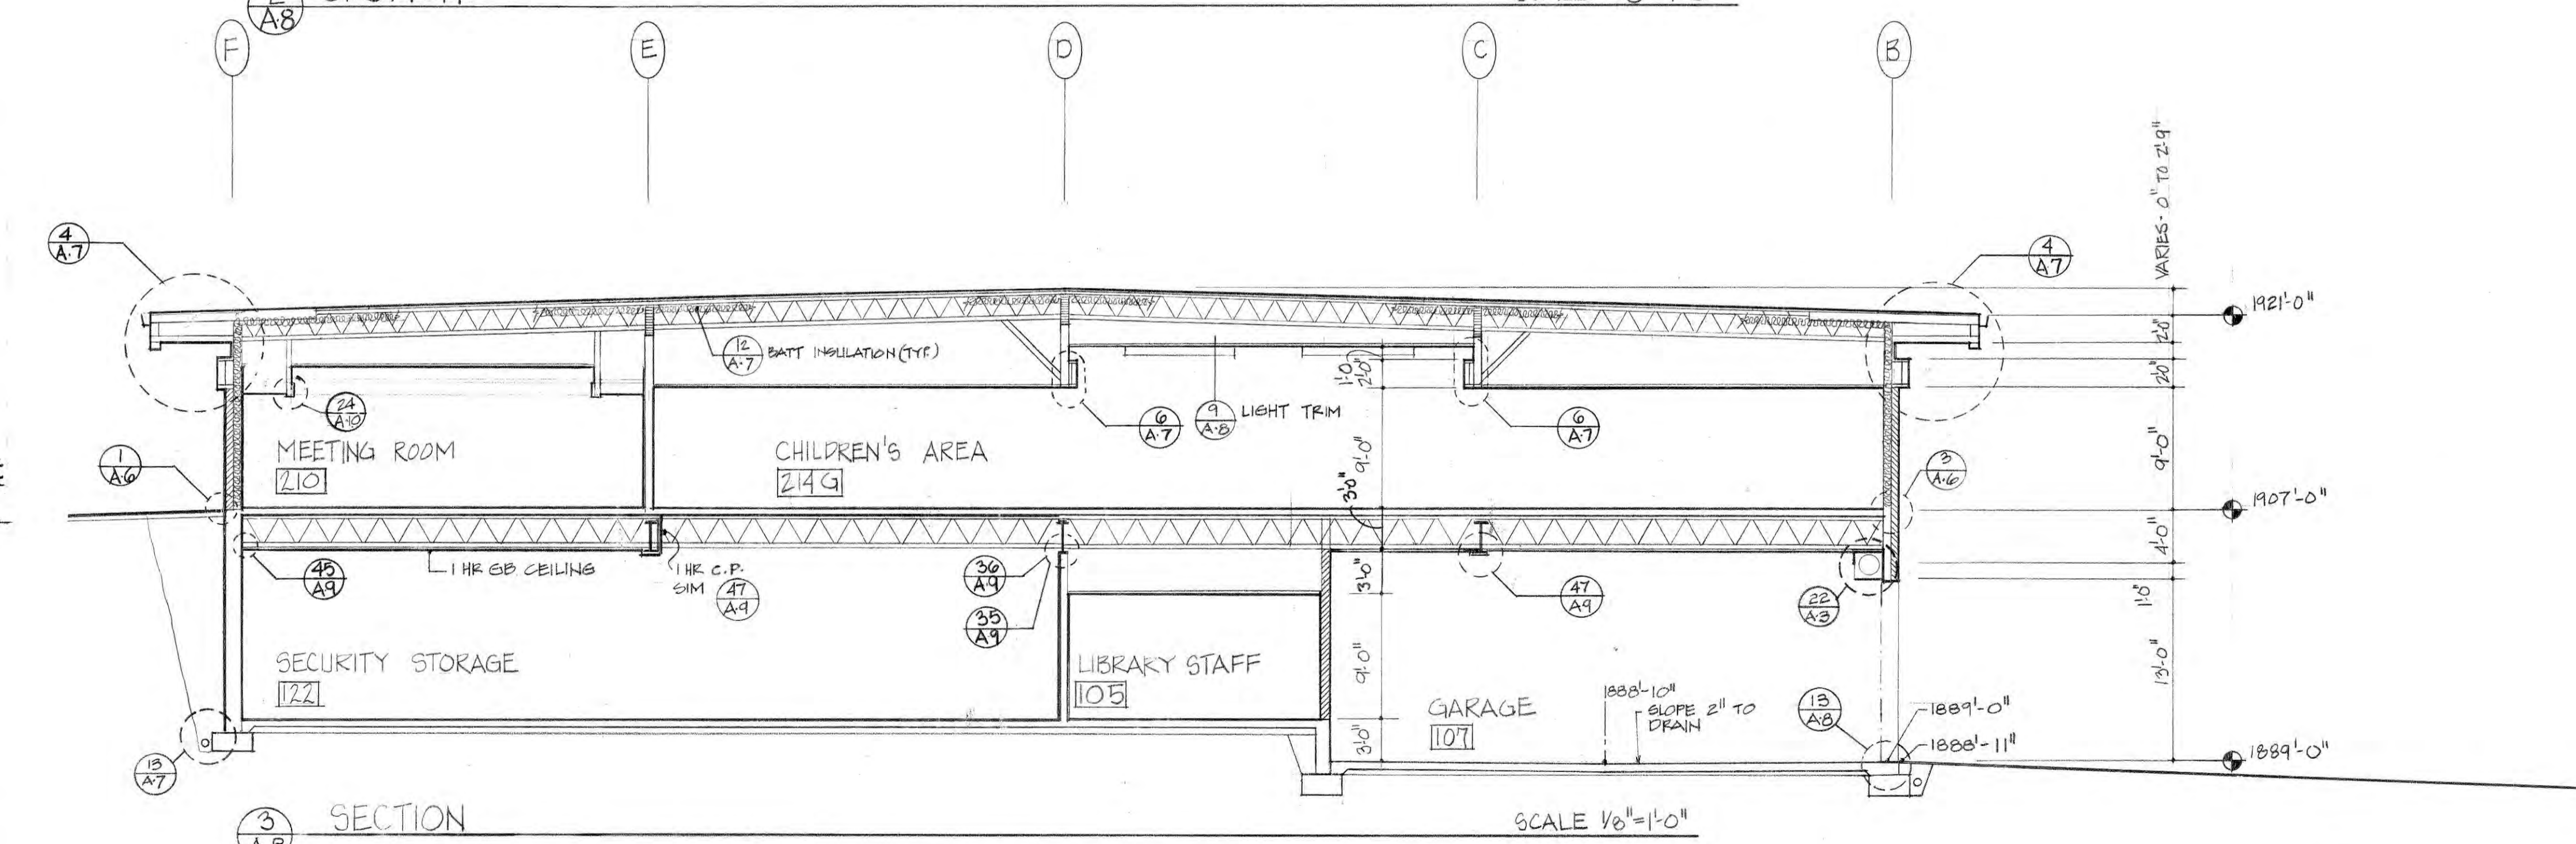 A·8
F
E
D
C
B
VARIES- 0" TO 2'-9"
4
A·7
4
A7
1921'-0"
2'-0"
12
A·7
BATT INSULATION (TYP.)
1'-0"
2'-0"
2'-0"
24
A·10
6
A·7
9
A·8
LIGHT TRIM
6
A·7
MEETING ROOM
210
CHILDREN'S AREA
214G
9'-0"
9'-0"
1
A·6
3
A·6
3'-0"
1907'-0"
4'-0"
45
A9
1 HR GB CEILING
1 HR C.P.
SIM
47
A·9
36
A·9
3'-0"
47
A9
22
A·3
1'-0"
35
A9
SECURITY STORAGE
122
LIBRARY STAFF
105
9'-0"
13'-0"
GARAGE
107
1888'-10"
SLOPE 2" TO
DRAIN
13
A·8
1889'-0"
1888'-11"
3'-0"
1889'-0"
13
A·7
3
SECTION
SCALE 1/8"=1'-0"